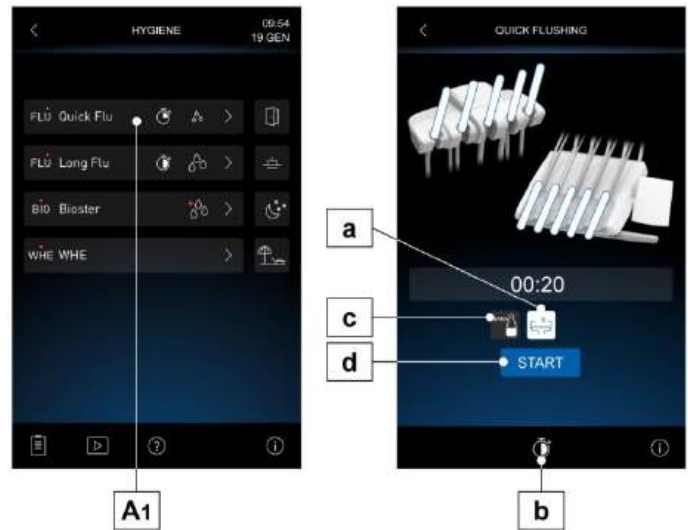 HYGIENE
09:54
19 GEN
FLU Quick Flu
FLU Long Flu
BIO Bioster
WHE WHE
A1
QUICK FLUSHING
a
00:20
c
d
START
b